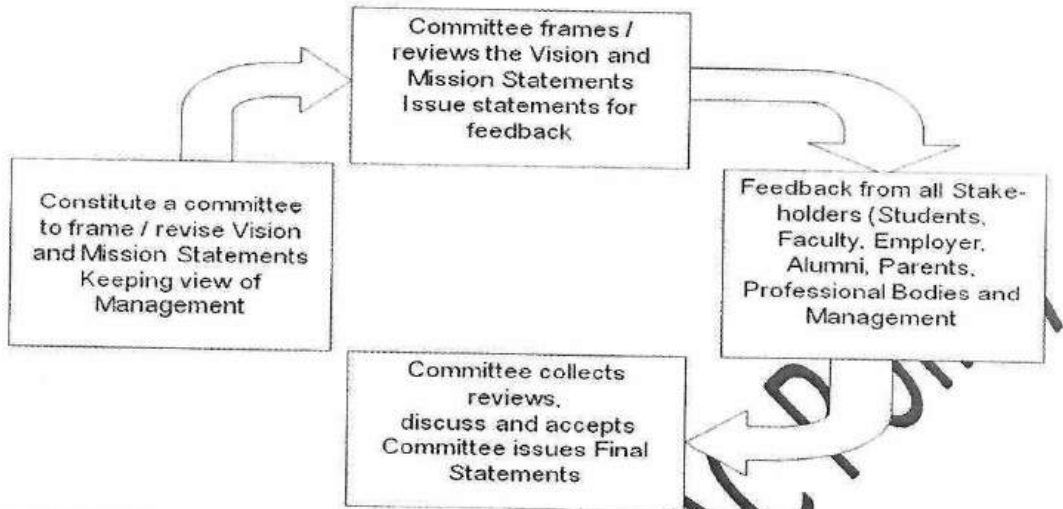 Constitute a committee
to frame / revise Vision
and Mission Statements
Keeping view of
Management
Committee frames /
reviews the Vision and
Mission Statements
Issue statements for
feedback
Feedback from all Stake-
holders (Students,
Faculty, Employer,
Alumni, Parents,
Professional Bodies and
Management
Committee collects
reviews,
discuss and accepts
Committee issues Final
Statements